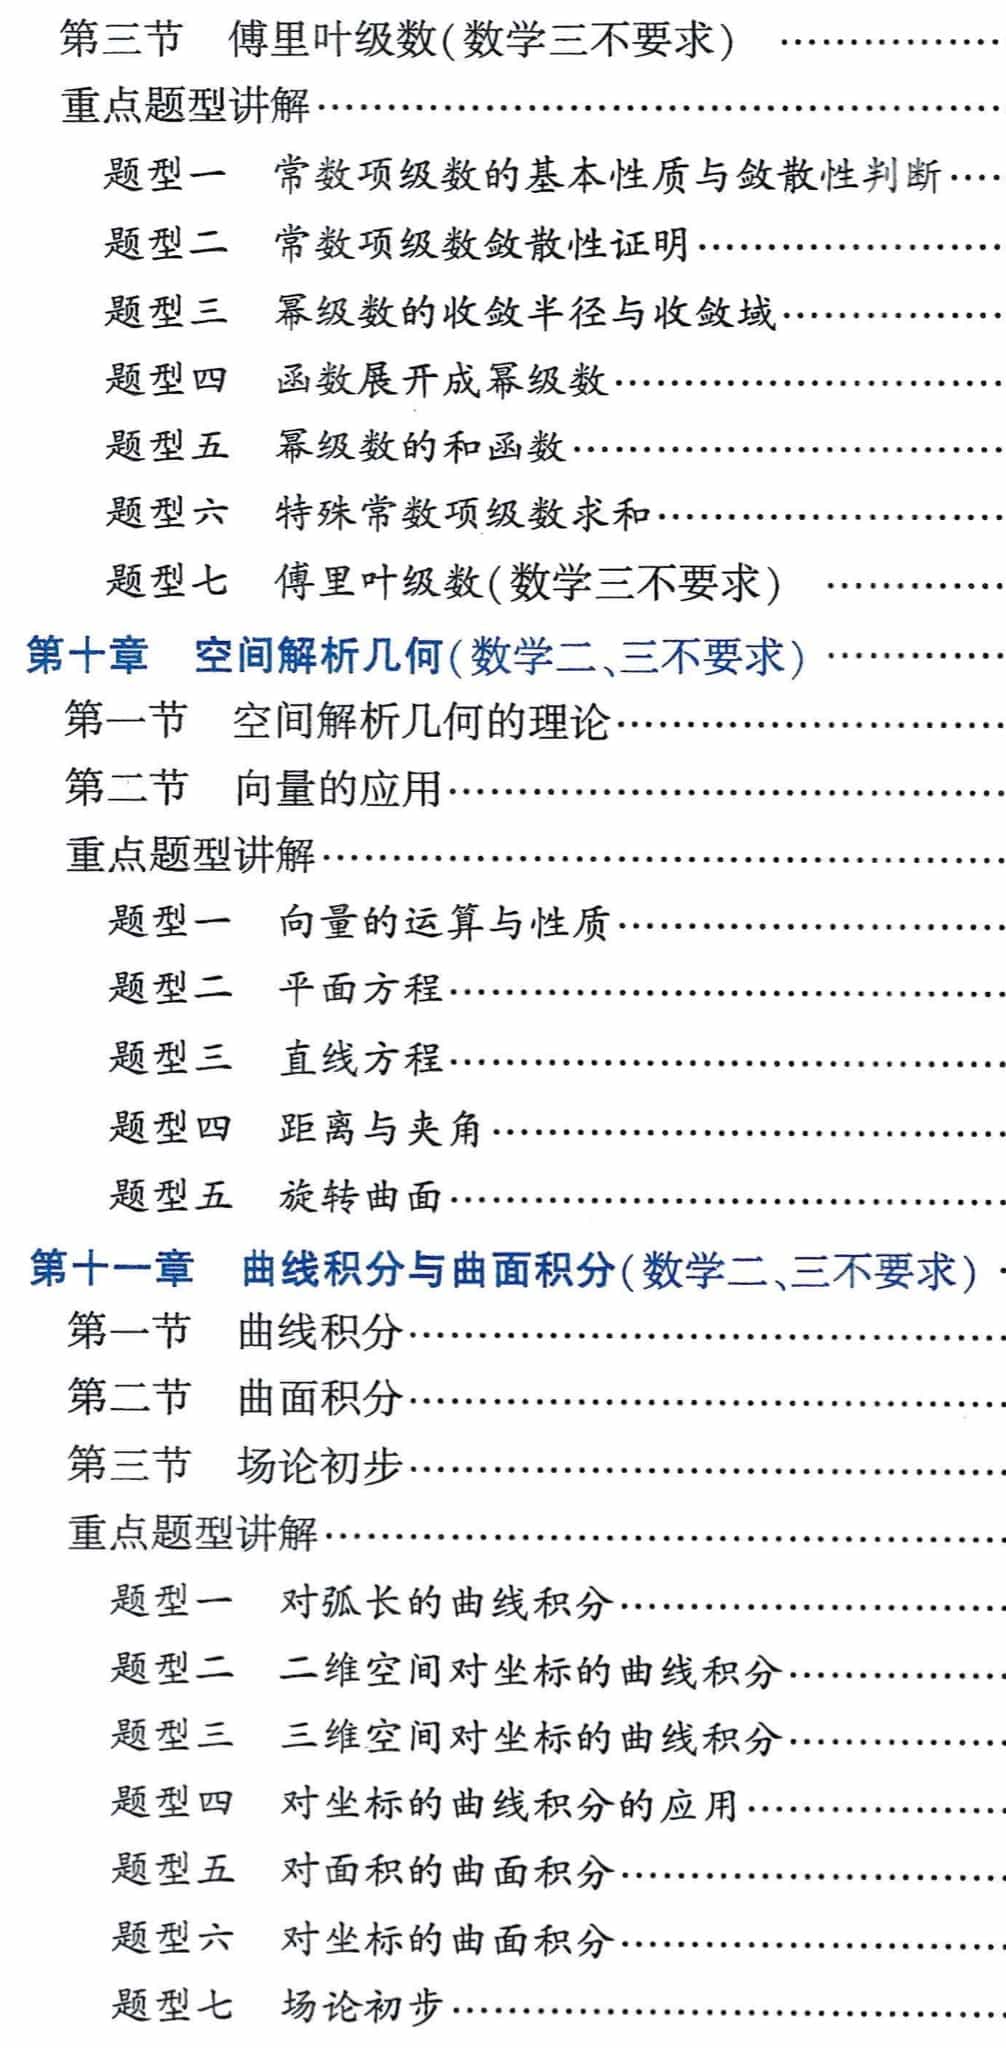 第三节 傅里叶级数(数学三不要求) ……………
重点题型讲解……………………………………
题型一 常数项级数的基本性质与敛散性判断……
题型二 常数项级数敛散性证明…………………
题型三 幂级数的收敛半径与收敛域……………
题型四 函数展开成幂级数………………………
题型五 幂级数的和函数…………………………
题型六 特殊常数项级数求和……………………
题型七 傅里叶级数(数学三不要求) …………
第十章 空间解析几何(数学二、三不要求) …………
第一节 空间解析几何的理论……………………
第二节 向量的应用………………………………
重点题型讲解……………………………………
题型一 向量的运算与性质………………………
题型二 平面方程…………………………………
题型三 直线方程…………………………………
题型四 距离与夹角………………………………
题型五 旋转曲面…………………………………
第十一章 曲线积分与曲面积分(数学二、三不要求) ·
第一节 曲线积分…………………………………
第二节 曲面积分…………………………………
第三节 场论初步…………………………………
重点题型讲解……………………………………
题型一 对弧长的曲线积分………………………
题型二 二维空间对坐标的曲线积分……………
题型三 三维空间对坐标的曲线积分……………
题型四 对坐标的曲线积分的应用………………
题型五 对面积的曲面积分………………………
题型六 对坐标的曲面积分………………………
题型七 场论初步…………………………………